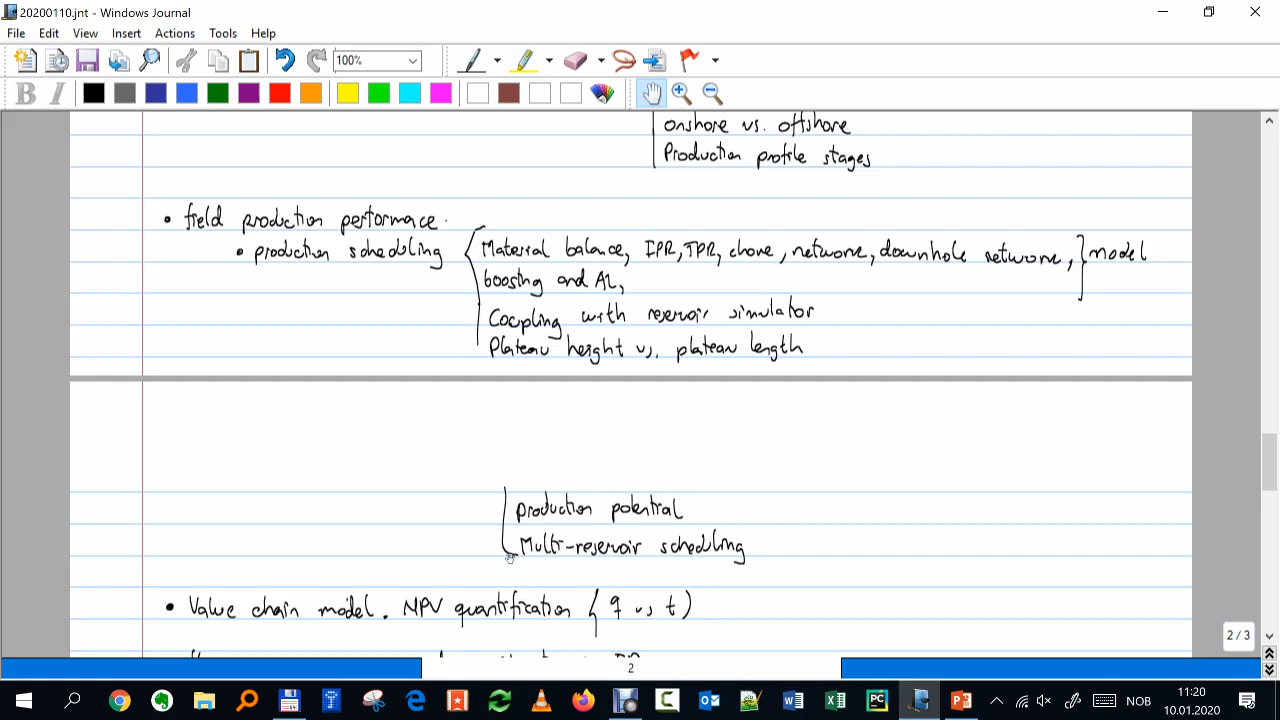 20200110.jnt - Windows Journal
File Edit View Insert Actions Tools Help
100%
B I
onshore vs. offshore
Production profile stages
• field production performace.
• production scheduling { Material balance, IPR, TPR, choke, networke, downhole networke, } model
boosting and AL,
Coupling with reservoir simulator
Plateau height vs. plateau length
production potential
Multi-reservoir scheduling
• Value chain model. NPV quantification ( q vs t )
2 / 3
2
NOB
11:20
10.01.2020